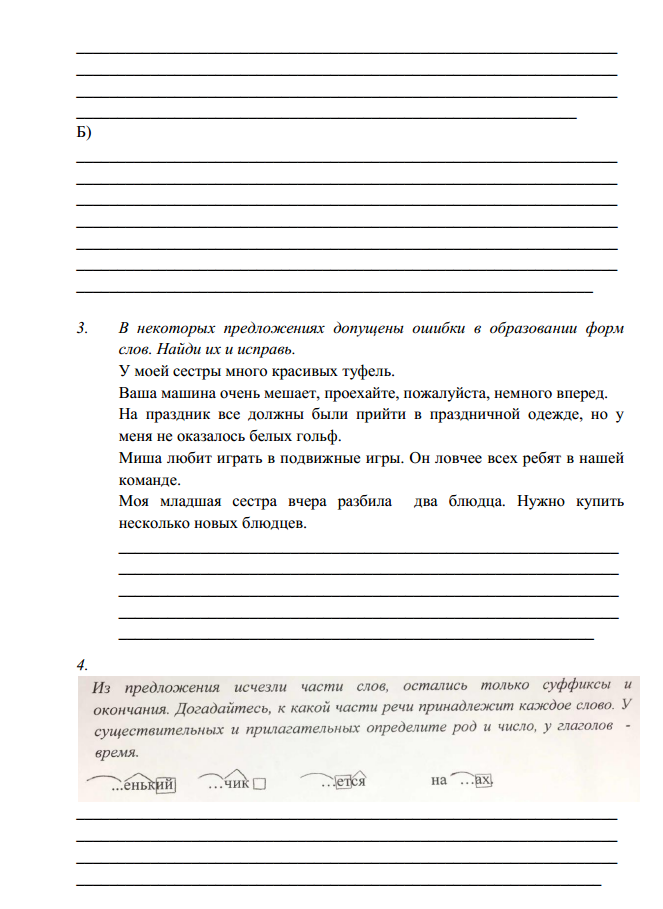 Б)
3. В некоторых предложениях допущены ошибки в образовании форм
слов. Найди их и исправь.
У моей сестры много красивых туфель.
Ваша машина очень мешает, проехайте, пожалуйста, немного вперед.
На праздник все должны были прийти в праздничной одежде, но у
меня не оказалось белых гольф.
Миша любит играть в подвижные игры. Он ловчее всех ребят в нашей
команде.
Моя младшая сестра вчера разбила два блюдца. Нужно купить
несколько новых блюдцев.
4.
Из предложения исчезли части слов, остались только суффиксы и
окончания. Догадайтесь, к какой части речи принадлежит каждое слово. У
существительных и прилагательных определите род и число, у глаголов -
время.
...енький ...чик ...ется на ...ах.